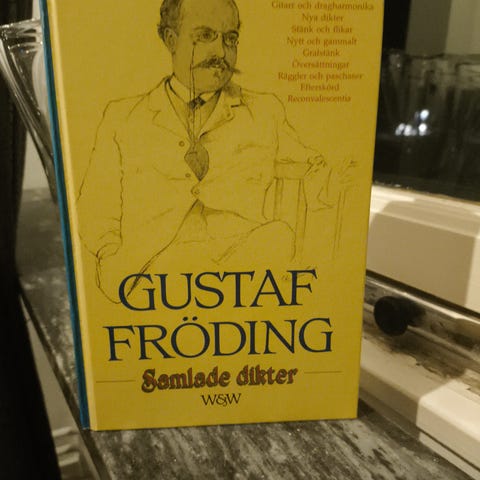 Gitarr och dragharmonika
Nya dikter
Stänk och flikar
Nytt och gammalt
Gralstänk
Översättningar
Räggler och paschaser
Efterskörd
Reconvalescentia
GUSTAF
FRÖDING
Samlade dikter
W&W